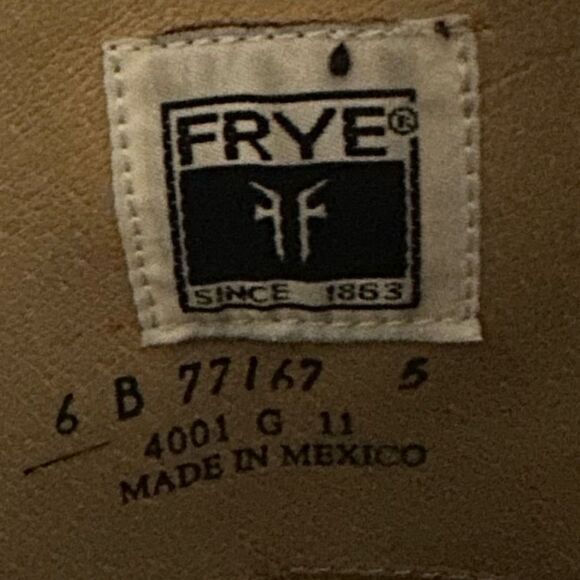 FRYE®
SINCE 1863
6 B 77167 5
4001 G 11
MADE IN MEXICO